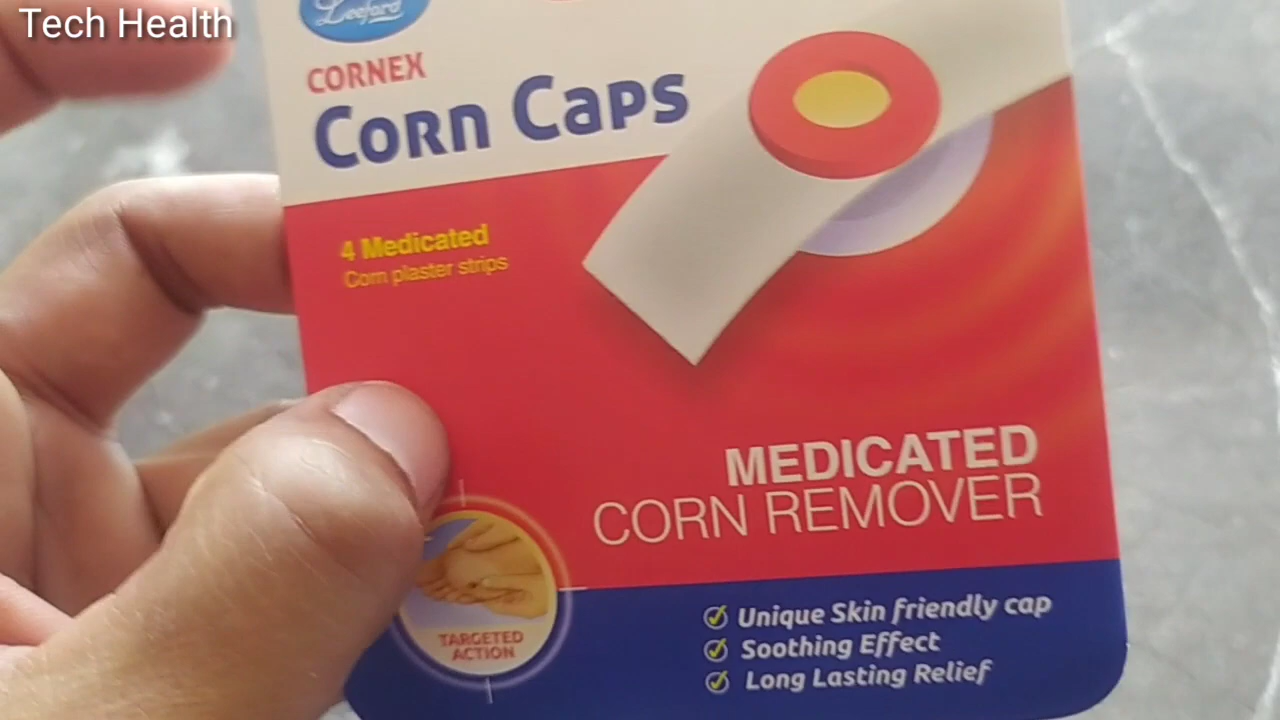 Tech Health
Leeford
CORNEX
CORN CAPS
4 Medicated
Corn plaster strips
MEDICATED
CORN REMOVER
TARGETED
ACTION
Unique Skin friendly cap
Soothing Effect
Long Lasting Relief